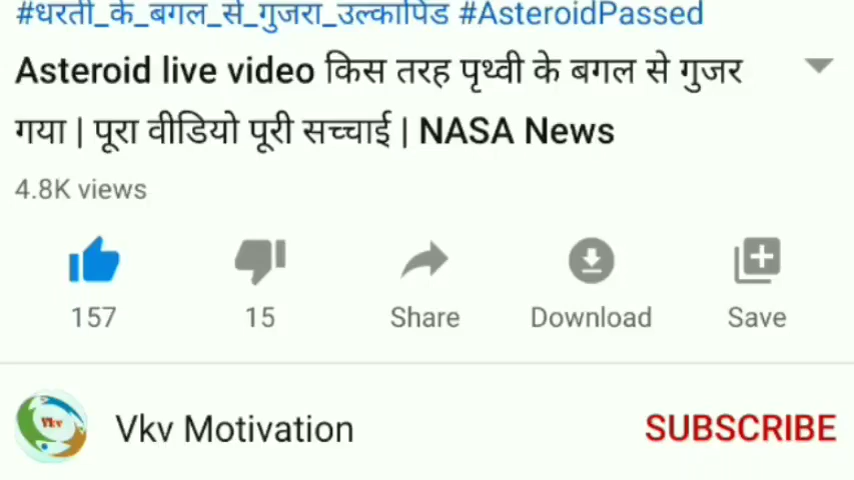 #धरती_के_बगल_से_गुजरा_उल्कापिंड #AsteroidPassed
Asteroid live video किस तरह पृथ्वी के बगल से गुजर
गया | पूरा वीडियो पूरी सच्चाई | NASA News
4.8K views
157 15 Share Download Save
Vkv
Vkv Motivation SUBSCRIBE